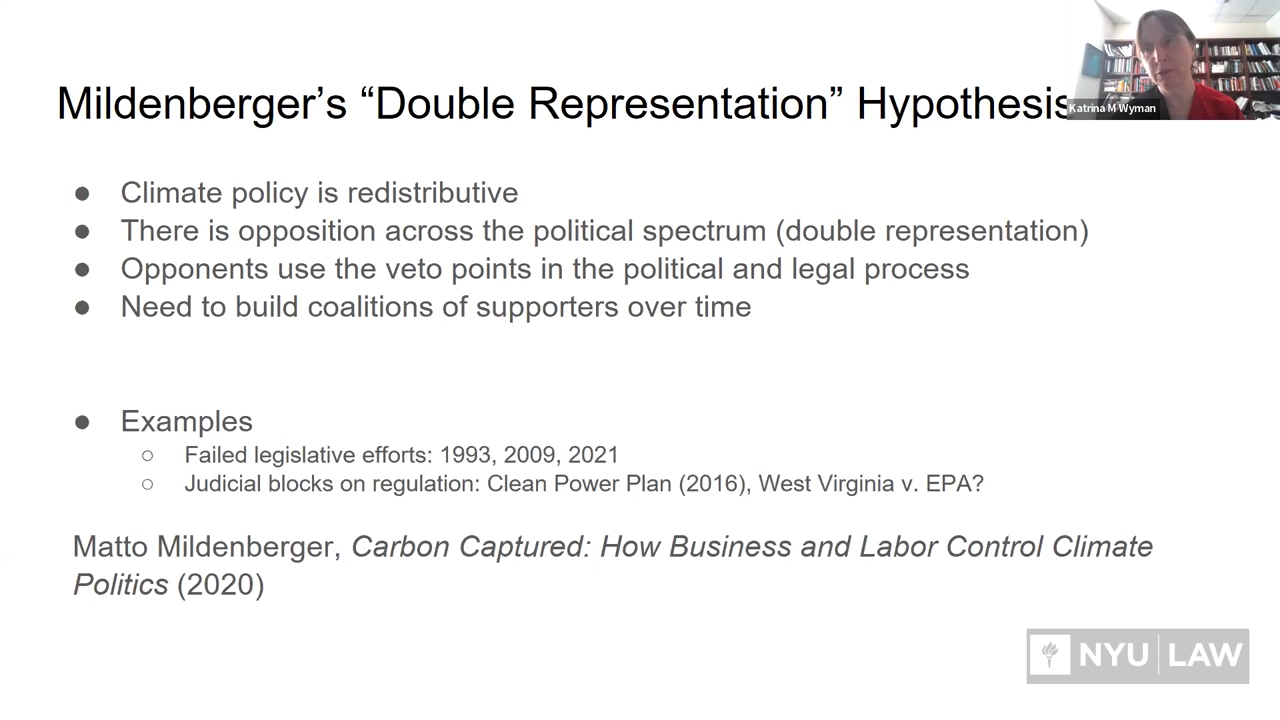 Mildenberger’s “Double Representation” Hypothesis
Katrina M Wyman
● Climate policy is redistributive
● There is opposition across the political spectrum (double representation)
● Opponents use the veto points in the political and legal process
● Need to build coalitions of supporters over time
● Examples
○ Failed legislative efforts: 1993, 2009, 2021
○ Judicial blocks on regulation: Clean Power Plan (2016), West Virginia v. EPA?
Matto Mildenberger, Carbon Captured: How Business and Labor Control Climate
Politics (2020)
NYU LAW